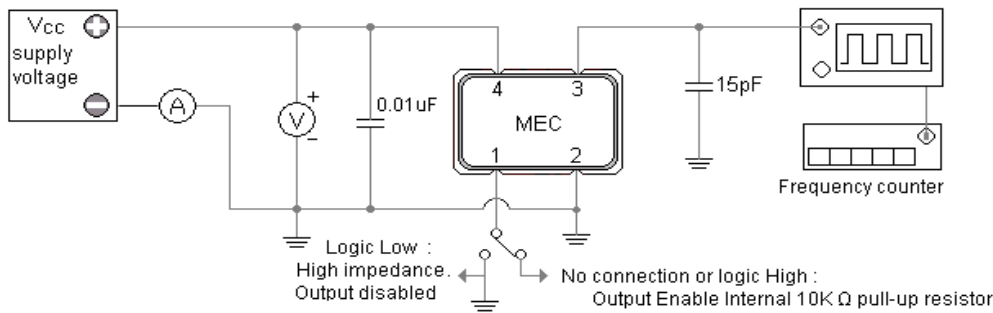 Vcc
supply
voltage
A
V
+
−
0.01uF
4
3
MEC
1
2
15pF
Frequency counter
Logic Low :
High impedance.
Output disabled
No connection or logic High :
Output Enable Internal 10K Ω pull-up resistor